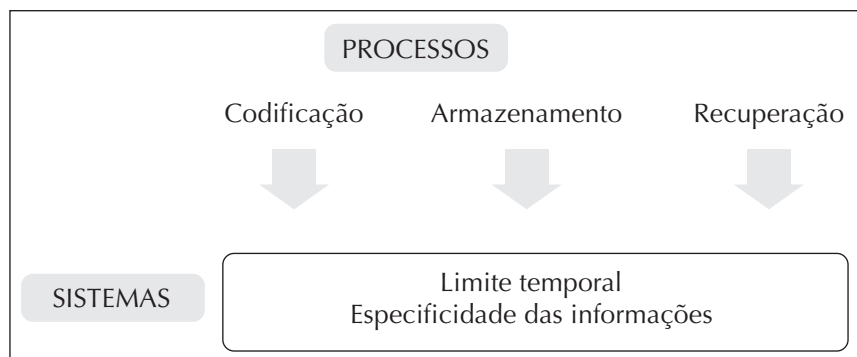 PROCESSOS
Codificação Armazenamento Recuperação
SISTEMAS
Limite temporal
Especificidade das informações